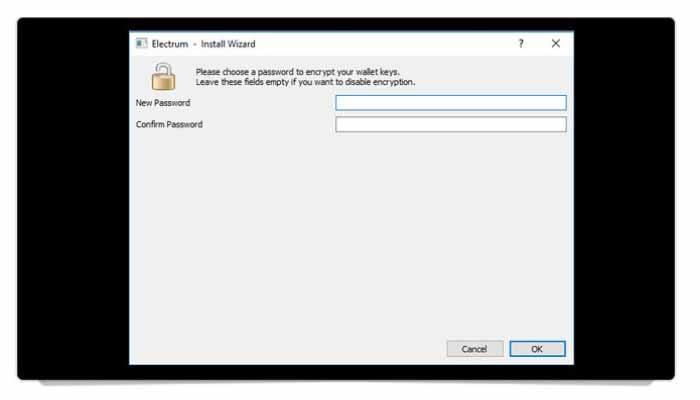 Electrum - Install Wizard
?
Please choose a password to encrypt your wallet keys.
Leave these fields empty if you want to disable encryption.
New Password
Confirm Password
Cancel OK